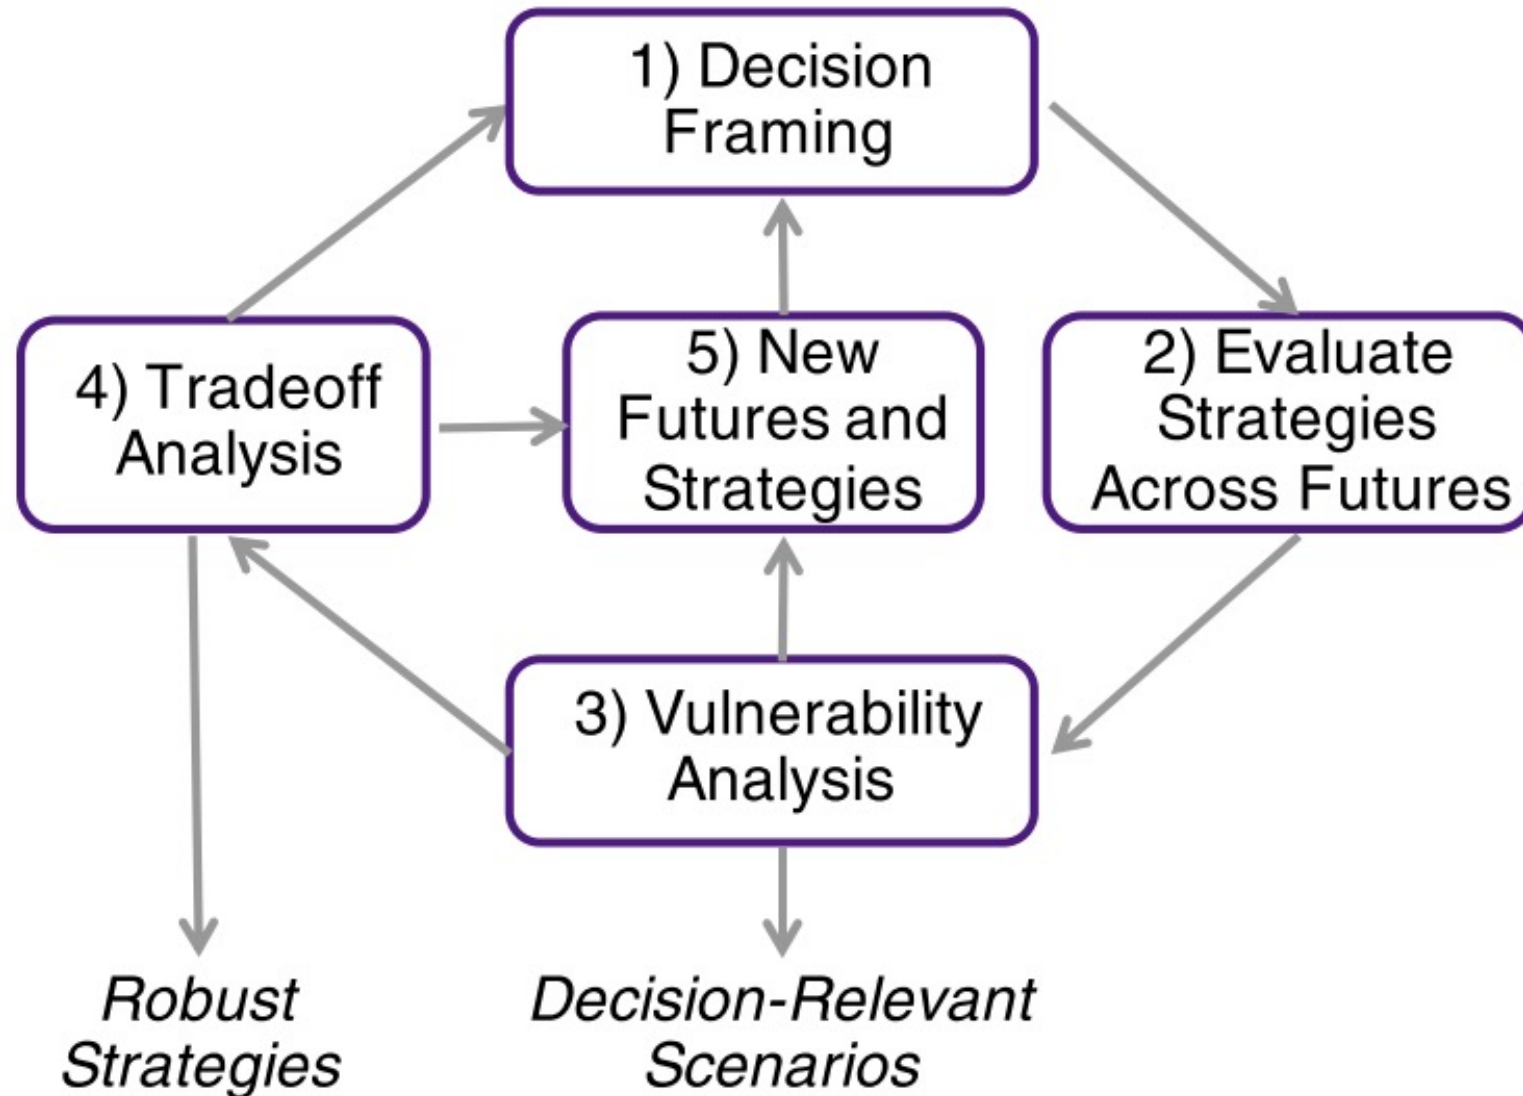 1) Decision
Framing
4) Tradeoff
Analysis
5) New
Futures and
Strategies
2) Evaluate
Strategies
Across Futures
3) Vulnerability
Analysis
Robust
Strategies
Decision-Relevant
Scenarios